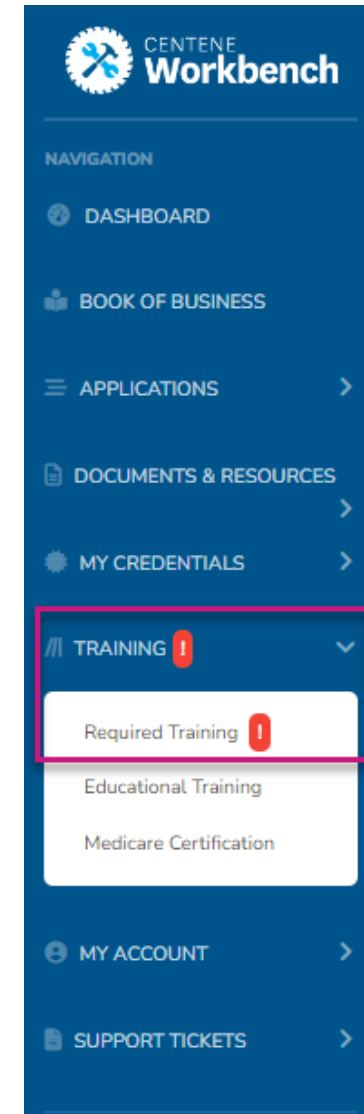 CENTENE
Workbench
NAVIGATION
DASHBOARD
BOOK OF BUSINESS
APPLICATIONS
DOCUMENTS & RESOURCES
MY CREDENTIALS
TRAINING !
Required Training !
Educational Training
Medicare Certification
MY ACCOUNT
SUPPORT TICKETS